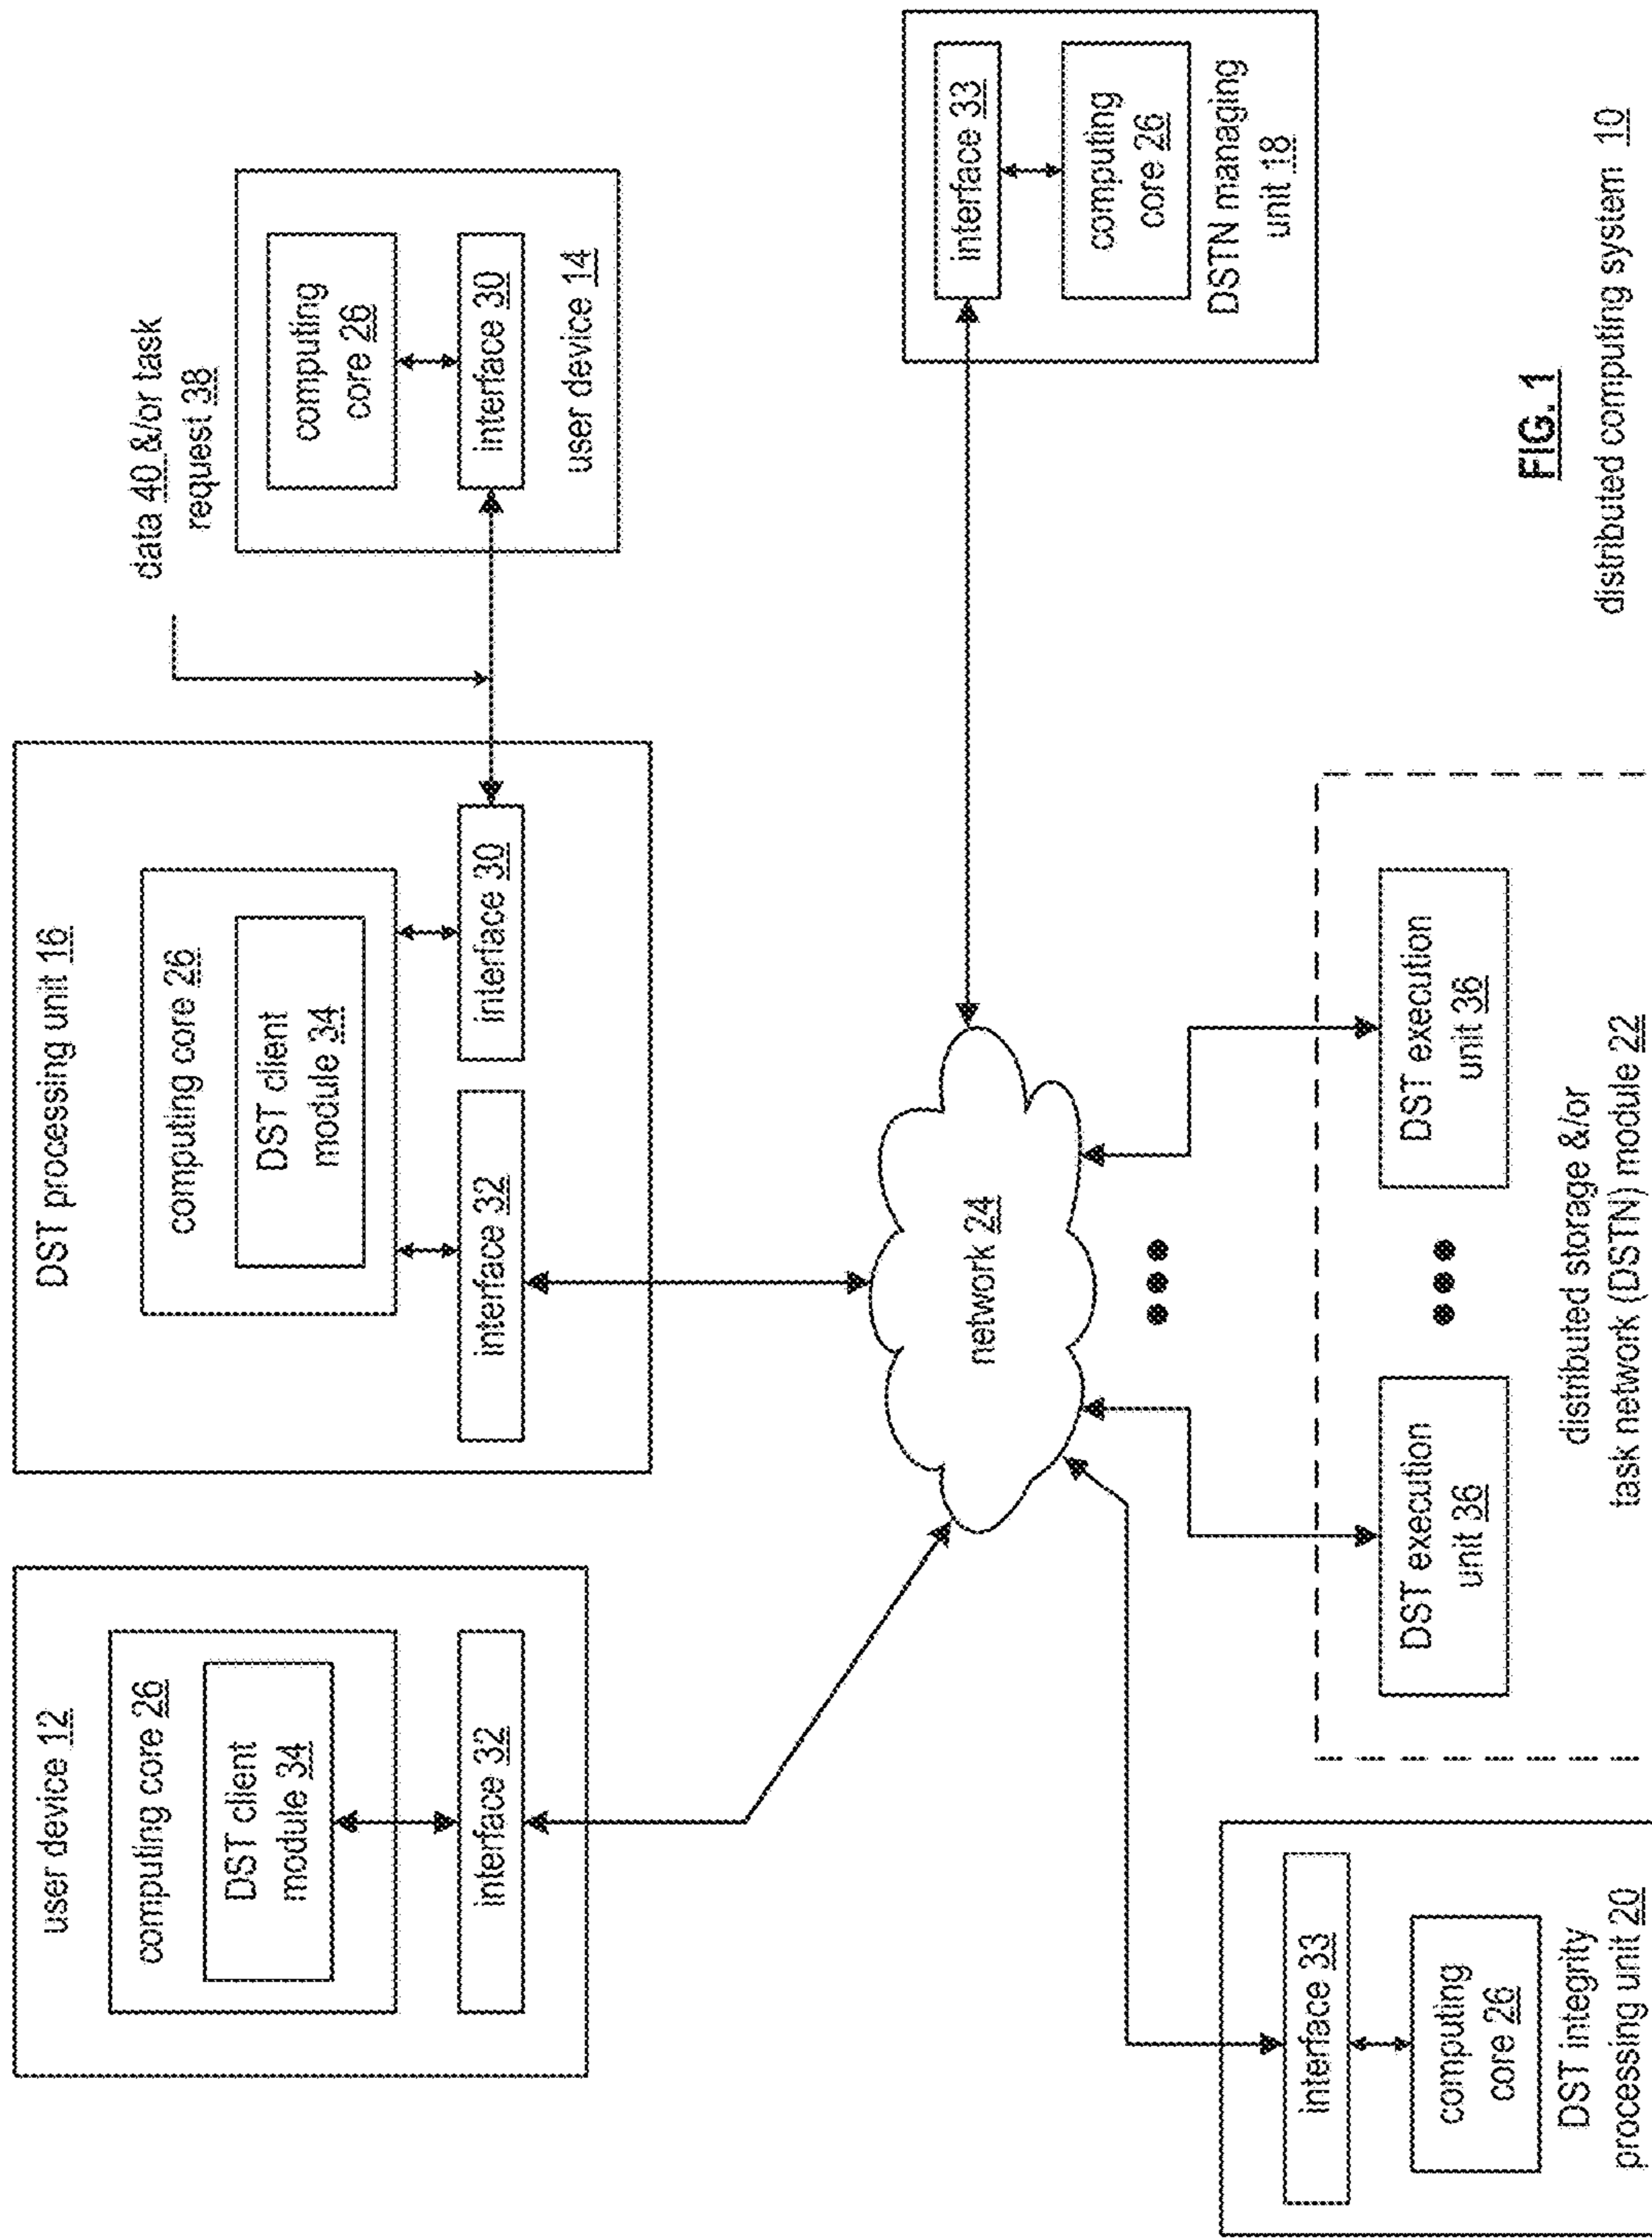 user device 12
computing core 26
DST client
module 34
interface 32
DST processing unit 16
computing core 26
DST client
module 34
interface 32
interface 30
data 40 &/or task
request 38
computing
core 26
interface 30
user device 14
network 24
interface 33
computing
core 26
DSTN managing
unit 18
interface 33
computing
core 26
DST integrity
processing unit 20
DST execution
unit 36
DST execution
unit 36
distributed storage &/or
task network (DSTN) module 22
FIG. 1
distributed computing system 10